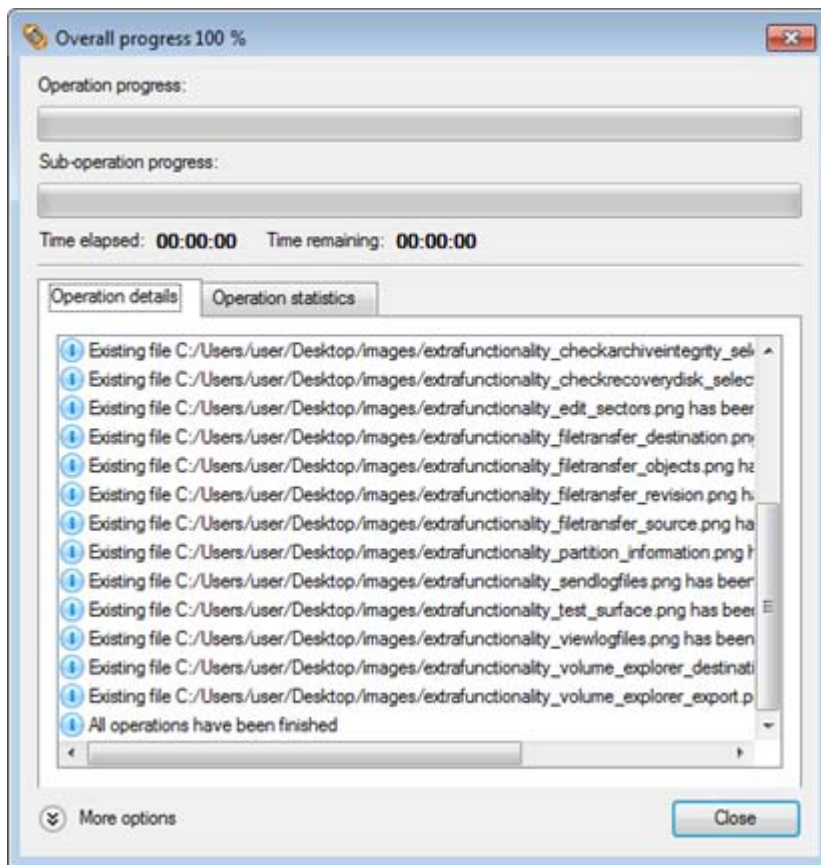 Overall progress 100 %
Operation progress:
Sub-operation progress:
Time elapsed: 00:00:00 Time remaining: 00:00:00
Operation details Operation statistics
Existing file C:/Users/user/Desktop/images/extrafunctionality_checkarchiveintegrity_sel
Existing file C:/Users/user/Desktop/images/extrafunctionality_checkrecoverydisk_selec
Existing file C:/Users/user/Desktop/images/extrafunctionality_edit_sectors.png has been
Existing file C:/Users/user/Desktop/images/extrafunctionality_filetransfer_destination.png
Existing file C:/Users/user/Desktop/images/extrafunctionality_filetransfer_objects.png ha
Existing file C:/Users/user/Desktop/images/extrafunctionality_filetransfer_revision.png h
Existing file C:/Users/user/Desktop/images/extrafunctionality_filetransfer_source.png ha
Existing file C:/Users/user/Desktop/images/extrafunctionality_partition_information.png h
Existing file C:/Users/user/Desktop/images/extrafunctionality_sendlogfiles.png has been
Existing file C:/Users/user/Desktop/images/extrafunctionality_test_surface.png has been
Existing file C:/Users/user/Desktop/images/extrafunctionality_viewlogfiles.png has been
Existing file C:/Users/user/Desktop/images/extrafunctionality_volume_explorer_destinati
Existing file C:/Users/user/Desktop/images/extrafunctionality_volume_explorer_export.p
All operations have been finished
More options Close